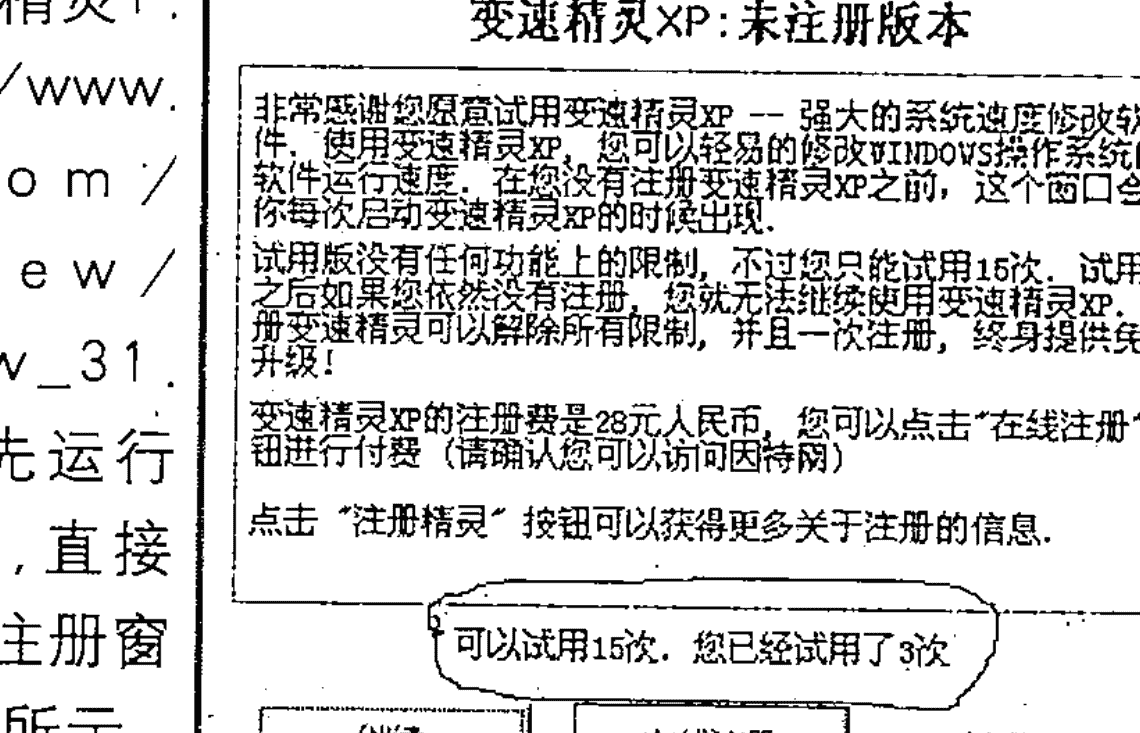 精灵
/www.
om/
ew/
w_31.
先运行
,直接
注册窗
所示
变速精灵XP:未注册版本
非常感谢您愿意试用变速精灵XP -- 强大的系统速度修改软
件. 使用变速精灵XP, 您可以轻易的修改WINDOWS操作系统
软件运行速度. 在您没有注册变速精灵XP之前, 这个窗口会
你每次启动变速精灵XP的时候出现.
试用版没有任何功能上的限制, 不过您只能试用15次. 试用
之后如果您依然没有注册, 您就无法继续使用变速精灵XP.
册变速精灵可以解除所有限制, 并且一次注册, 终身提供免
升级!
变速精灵XP的注册费是28元人民币, 您可以点击"在线注册"
钮进行付费 (请确认您可以访问因特网)
点击 "注册精灵" 按钮可以获得更多关于注册的信息.
可以试用15次. 您已经试用了3次